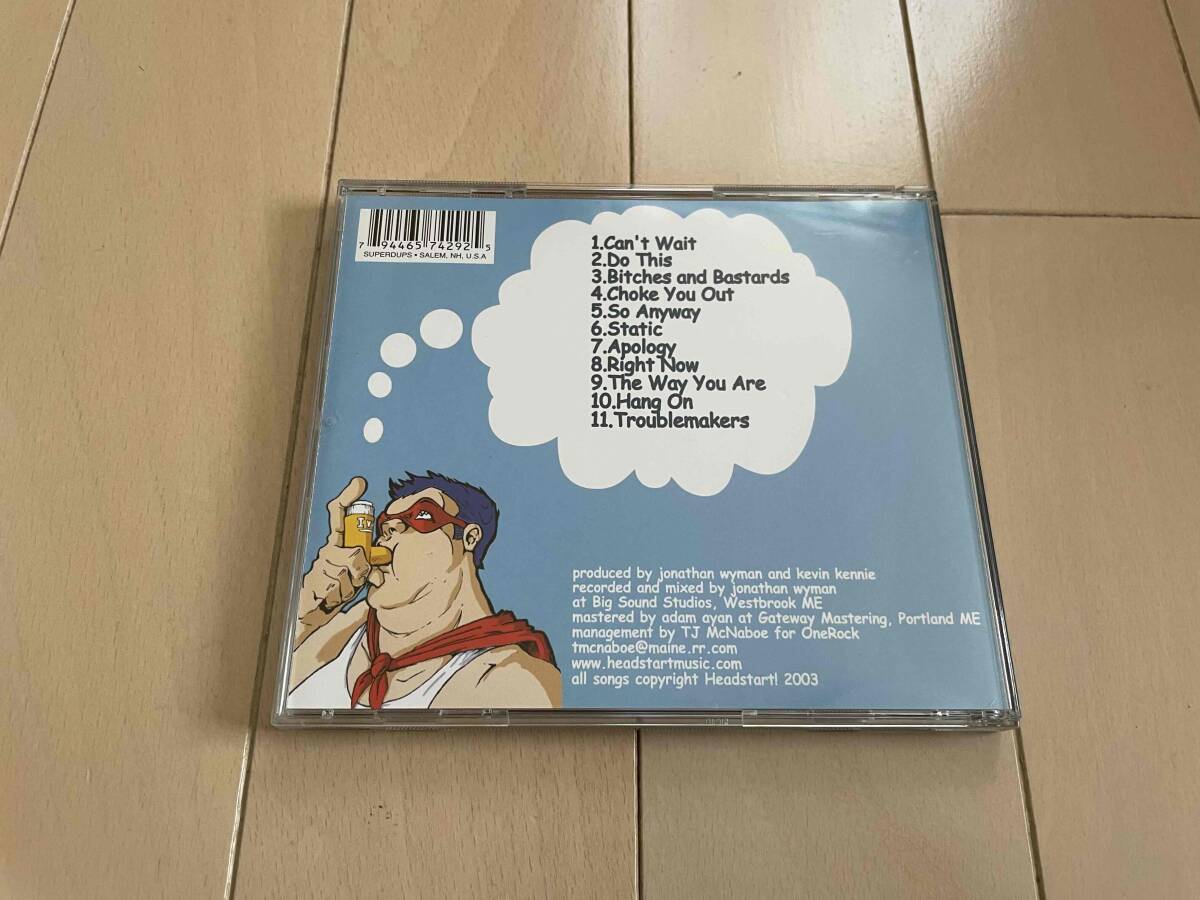 7 94465 74292 5
SUPERDUPS • SALEM, NH, U.S.A
1.Can't Wait
2.Do This
3.Bitches and Bastards
4.Choke You Out
5.So Anyway
6.Static
7.Apology
8.Right Now
9.The Way You Are
10.Hang On
11.Troublemakers
produced by jonathan wyman and kevin kennie
recorded and mixed by jonathan wyman
at Big Sound Studios, Westbrook ME
mastered by adam ayan at Gateway Mastering, Portland ME
management by TJ McNaboe for OneRock
tmcnaboe@maine.rr.com
www.headstartmusic.com
all songs copyright Headstart! 2003